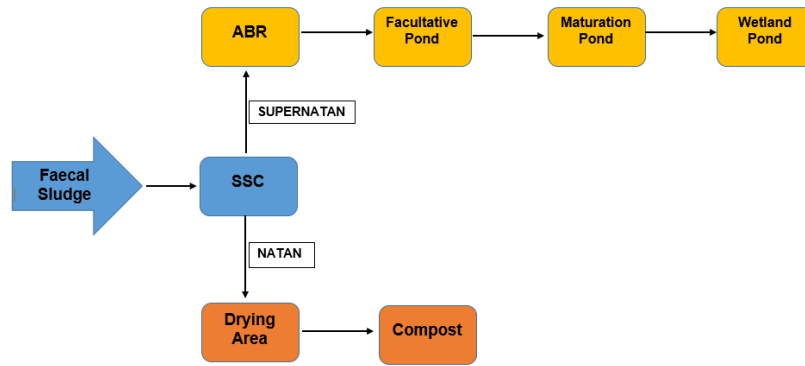 ABR
Facultative
Pond
Maturation
Pond
Wetland
Pond
SUPERNATAN
Faecal
Sludge
SSC
NATAN
Drying
Area
Compost